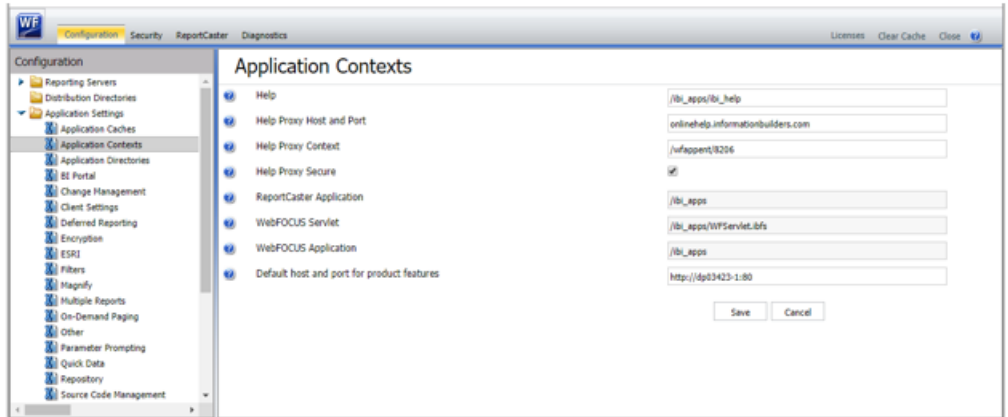 WF
Configuration Security ReportCaster Diagnostics
Licenses Clear Cache Close ?
Configuration
Reporting Servers
Distribution Directories
Application Settings
Application Caches
Application Contexts
Application Directories
BI Portal
Change Management
Client Settings
Deferred Reporting
Encryption
ESRI
Filters
Magnify
Multiple Reports
On-Demand Paging
Other
Parameter Prompting
Quick Data
Repository
Source Code Management
Application Contexts
? Help /ibi_apps/ibi_help
? Help Proxy Host and Port onlinehelp.informationbuilders.com
? Help Proxy Context /wfappent/8206
? Help Proxy Secure
? ReportCaster Application /ibi_apps
? WebFOCUS Servlet /ibi_apps/WFServlet.ibfs
? WebFOCUS Application /ibi_apps
? Default host and port for product features http://dp03423-1:80
Save Cancel